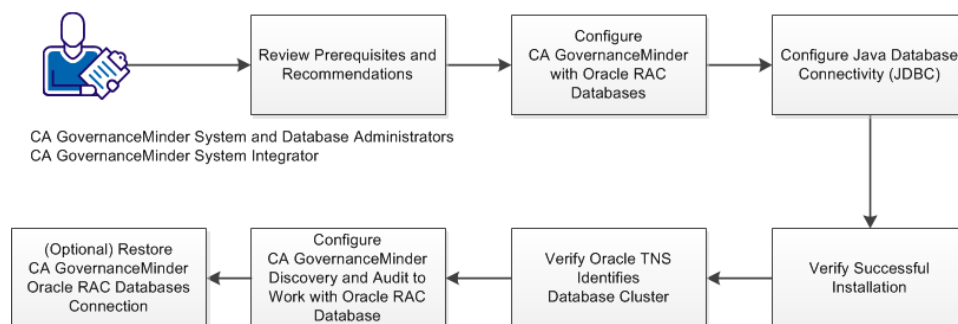 Review Prerequisites and
Recommendations
Configure
CA GovernanceMinder
with Oracle RAC
Databases
Configure Java Database
Connectivity (JDBC)
CA GovernanceMinder System and Database Administrators
CA GovernanceMinder System Integrator
(Optional) Restore
CA GovernanceMinder
Oracle RAC Databases
Connection
Configure
CA GovernanceMinder
Discovery and Audit to
Work with Oracle RAC
Database
Verify Oracle TNS
Identifies
Database Cluster
Verify Successful
Installation